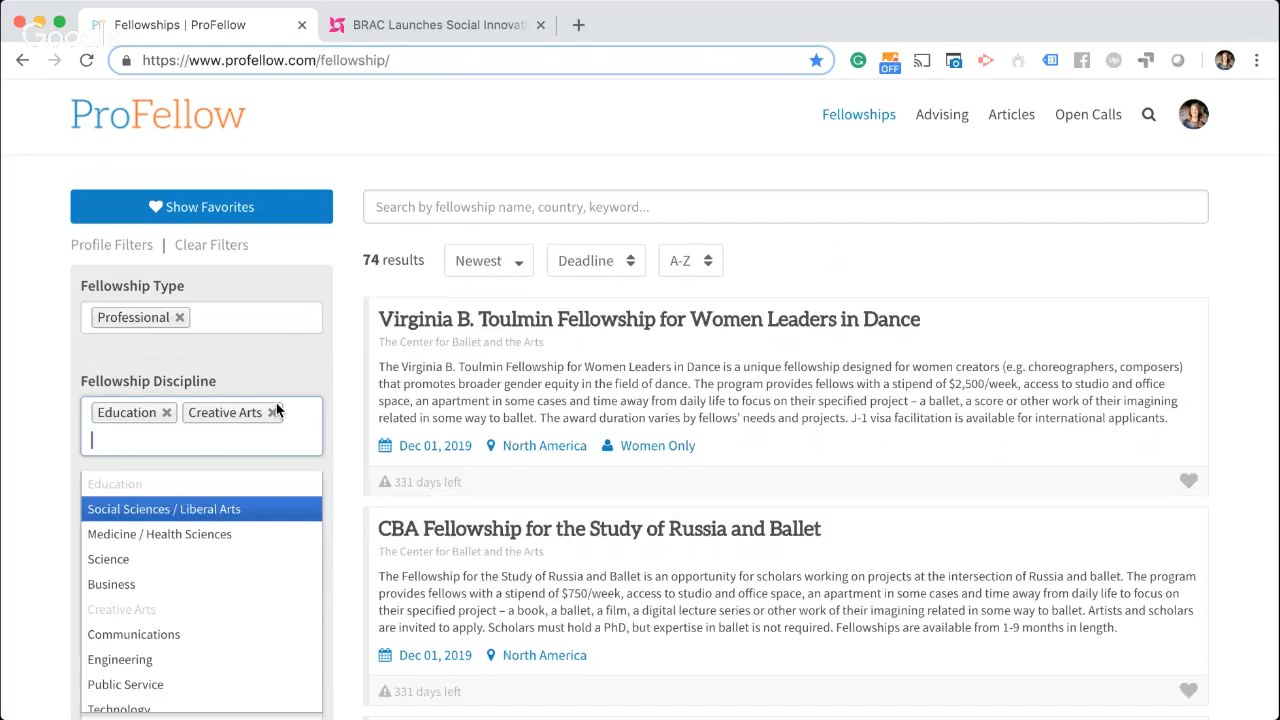 Fellowships | ProFellow
BRAC Launches Social Innovat
Google
https://www.profellow.com/fellowship/
OFF
ProFellow
Fellowships
Advising
Articles
Open Calls
Show Favorites
Profile Filters | Clear Filters
Fellowship Type
Professional
Fellowship Discipline
Education
Creative Arts
Education
Social Sciences / Liberal Arts
Medicine / Health Sciences
Science
Business
Creative Arts
Communications
Engineering
Public Service
Technology
Search by fellowship name, country, keyword...
74 results
Newest
Deadline
A-Z
Virginia B. Toulmin Fellowship for Women Leaders in Dance
The Center for Ballet and the Arts
The Virginia B. Toulmin Fellowship for Women Leaders in Dance is a unique fellowship designed for women creators (e.g. choreographers, composers)
that promotes broader gender equity in the field of dance. The program provides fellows with a stipend of $2,500/week, access to studio and office
space, an apartment in some cases and time away from daily life to focus on their specified project – a ballet, a score or other work of their imagining
related in some way to ballet. The award duration varies by fellows' needs and projects. J-1 visa facilitation is available for international applicants.
Dec 01, 2019
North America
Women Only
331 days left
CBA Fellowship for the Study of Russia and Ballet
The Center for Ballet and the Arts
The Fellowship for the Study of Russia and Ballet is an opportunity for scholars working on projects at the intersection of Russia and ballet. The program
provides fellows with a stipend of $750/week, access to studio and office space, an apartment in some cases and time away from daily life to focus on
their specified project – a book, a ballet, a film, a digital lecture series or other work of their imagining related in some way to ballet. Artists and scholars
are invited to apply. Scholars must hold a PhD, but expertise in ballet is not required. Fellowships are available from 1-9 months in length.
Dec 01, 2019
North America
331 days left